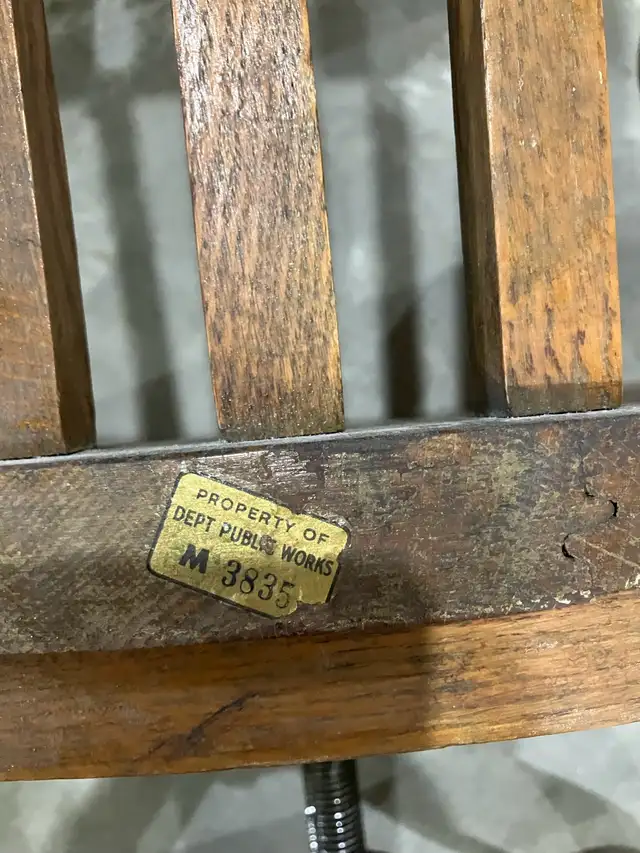 PROPERTY OF
DEPT PUBLIC WORKS
M 3835